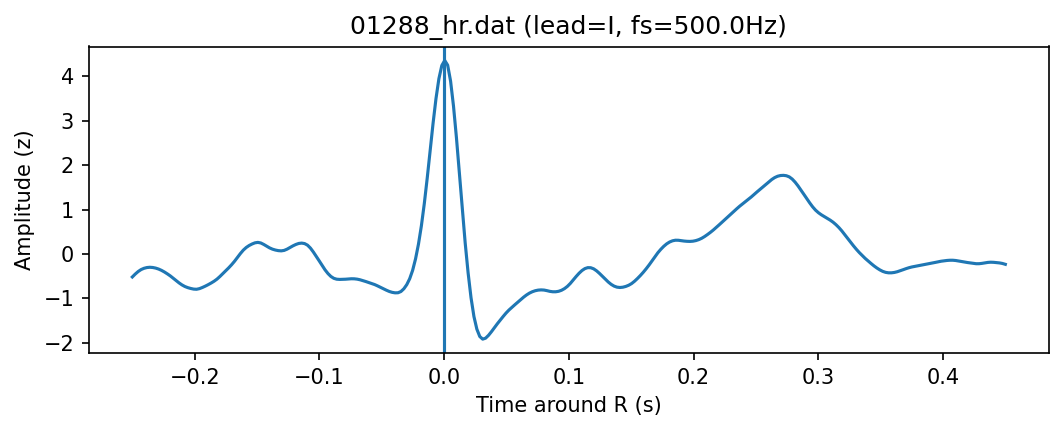 01288_hr.dat (lead=I, fs=500.0Hz)
Amplitude (z)
4
3
2
1
0
−1
−2
−0.2 −0.1 0.0 0.1 0.2 0.3 0.4
Time around R (s)